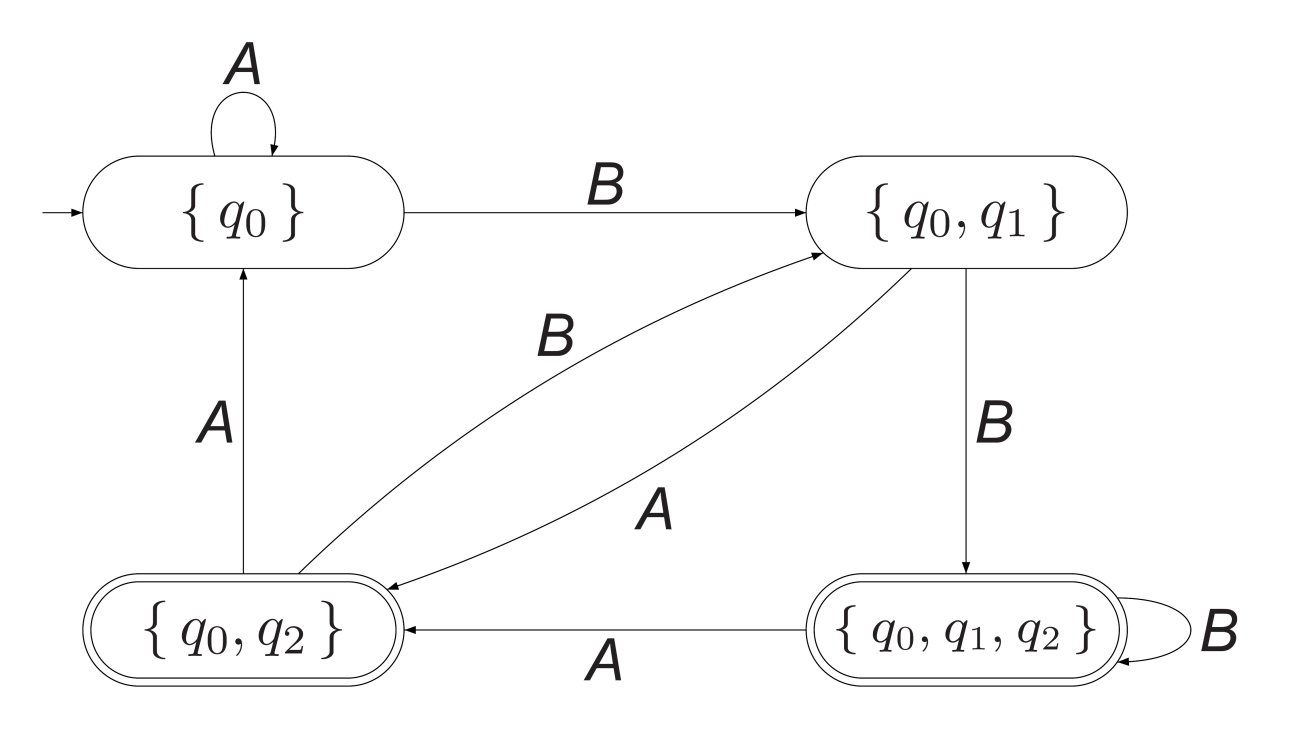 A
{ q₀ }
B
{ q₀, q₁ }
B
A
B
A
{ q₀, q₂ }
A
{ q₀, q₁, q₂ }
B